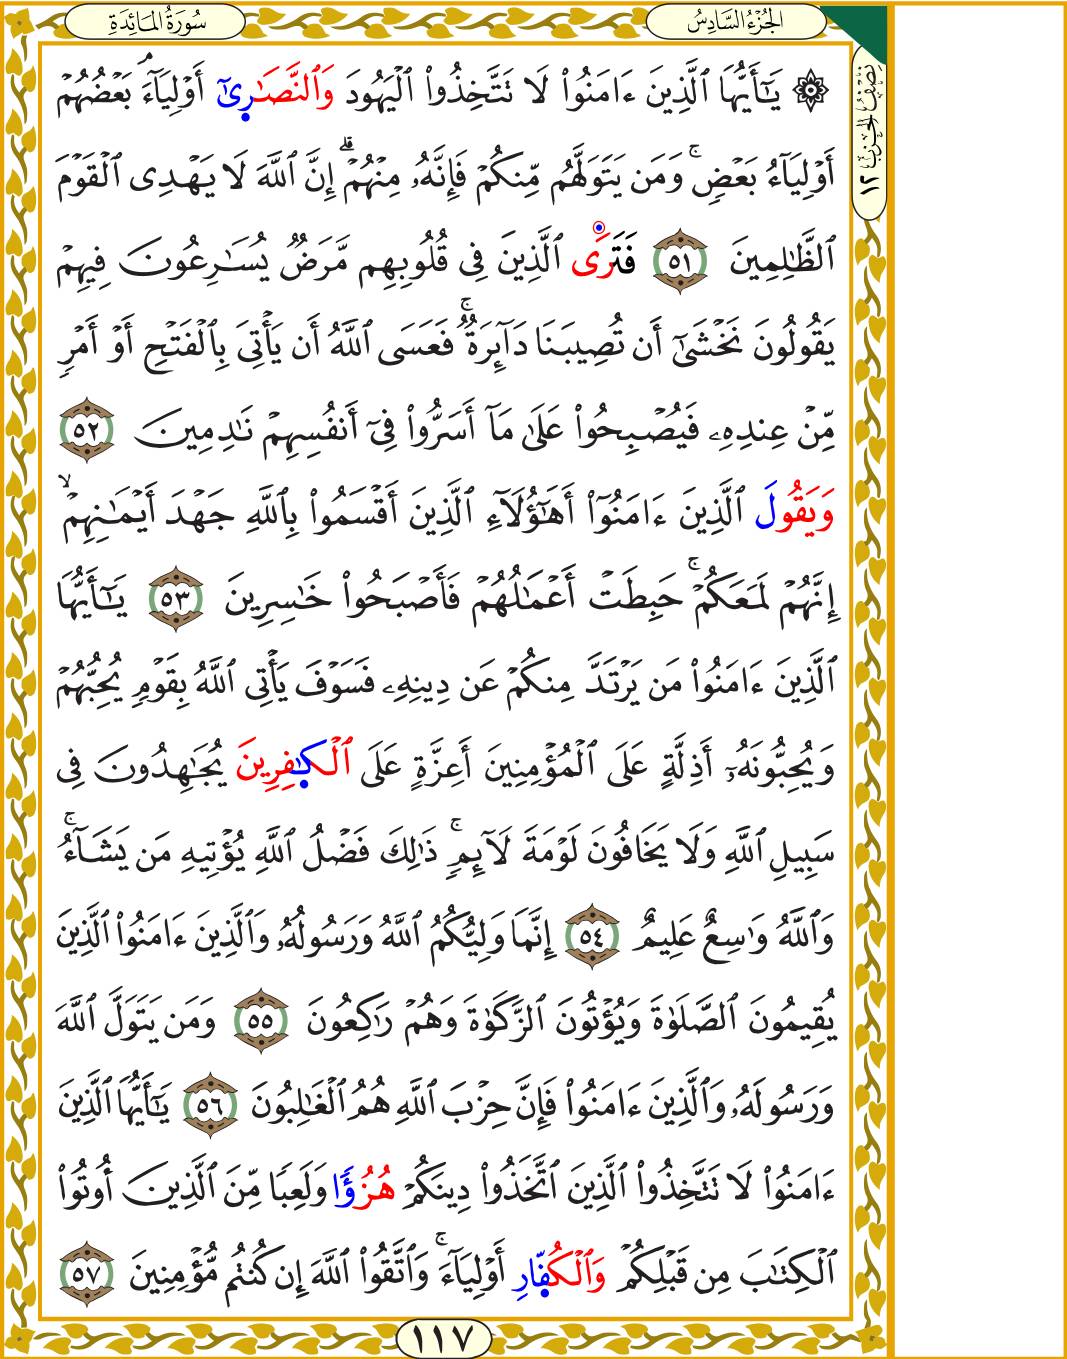 الجُزْءُ السَّادِسُ
سُورَةُ المَائِدَةِ
نِصْفُ الحِزْبِ ١٢
۞ يَٰٓأَيُّهَا ٱلَّذِينَ ءَامَنُوا۟ لَا تَتَّخِذُوا۟ ٱلْيَهُودَ وَٱلنَّصَٰرِىٰٓ أَوْلِيَآءَۘ بَعْضُهُمْ
أَوْلِيَآءُ بَعْضٍۚ وَمَن يَتَوَلَّهُم مِّنكُمْ فَإِنَّهُۥ مِنْهُمْۗ إِنَّ ٱللَّهَ لَا يَهْدِى ٱلْقَوْمَ
ٱلظَّٰلِمِينَ ٥١ فَتَرَى ٱلَّذِينَ فِى قُلُوبِهِم مَّرَضٌ يُسَٰرِعُونَ فِيهِمْ
يَقُولُونَ نَخْشَىٰٓ أَن تُصِيبَنَا دَآئِرَةٌۚ فَعَسَى ٱللَّهُ أَن يَأْتِىَ بِٱلْفَتْحِ أَوْ أَمْرٍ
مِّنْ عِندِهِۦ فَيُصْبِحُوا۟ عَلَىٰ مَآ أَسَرُّوا۟ فِىٓ أَنفُسِهِمْ نَٰدِمِينَ ٥٢
وَيَقُولَ ٱلَّذِينَ ءَامَنُوٓا۟ أَهَٰٓؤُلَآءِ ٱلَّذِينَ أَقْسَمُوا۟ بِٱللَّهِ جَهْدَ أَيْمَٰنِهِمْۙ
إِنَّهُمْ لَمَعَكُمْۚ حَبِطَتْ أَعْمَٰلُهُمْ فَأَصْبَحُوا۟ خَٰسِرِينَ ٥٣ يَٰٓأَيُّهَا
ٱلَّذِينَ ءَامَنُوا۟ مَن يَرْتَدَّ مِنكُمْ عَن دِينِهِۦ فَسَوْفَ يَأْتِى ٱللَّهُ بِقَوْمٍ يُحِبُّهُمْ
وَيُحِبُّونَهُۥٓ أَذِلَّةٍ عَلَى ٱلْمُؤْمِنِينَ أَعِزَّةٍ عَلَى ٱلْكَٰفِرِينَ يُجَٰهِدُونَ فِى
سَبِيلِ ٱللَّهِ وَلَا يَخَافُونَ لَوْمَةَ لَآئِمٍۚ ذَٰلِكَ فَضْلُ ٱللَّهِ يُؤْتِيهِ مَن يَشَآءُۚ
وَٱللَّهُ وَٰسِعٌ عَلِيمٌ ٥٤ إِنَّمَا وَلِيُّكُمُ ٱللَّهُ وَرَسُولُهُۥ وَٱلَّذِينَ ءَامَنُوا۟ ٱلَّذِينَ
يُقِيمُونَ ٱلصَّلَوٰةَ وَيُؤْتُونَ ٱلزَّكَوٰةَ وَهُمْ رَٰكِعُونَ ٥٥ وَمَن يَتَوَلَّ ٱللَّهَ
وَرَسُولَهُۥ وَٱلَّذِينَ ءَامَنُوا۟ فَإِنَّ حِزْبَ ٱللَّهِ هُمُ ٱلْغَٰلِبُونَ ٥٦ يَٰٓأَيُّهَا ٱلَّذِينَ
ءَامَنُوا۟ لَا تَتَّخِذُوا۟ ٱلَّذِينَ ٱتَّخَذُوا۟ دِينَكُمْ هُزُؤًا وَلَعِبًا مِّنَ ٱلَّذِينَ أُوتُوا۟
ٱلْكِتَٰبَ مِن قَبْلِكُمْ وَٱلْكُفَّارِ أَوْلِيَآءَۚ وَٱتَّقُوا۟ ٱللَّهَ إِن كُنتُم مُّؤْمِنِينَ ٥٧
١١٧